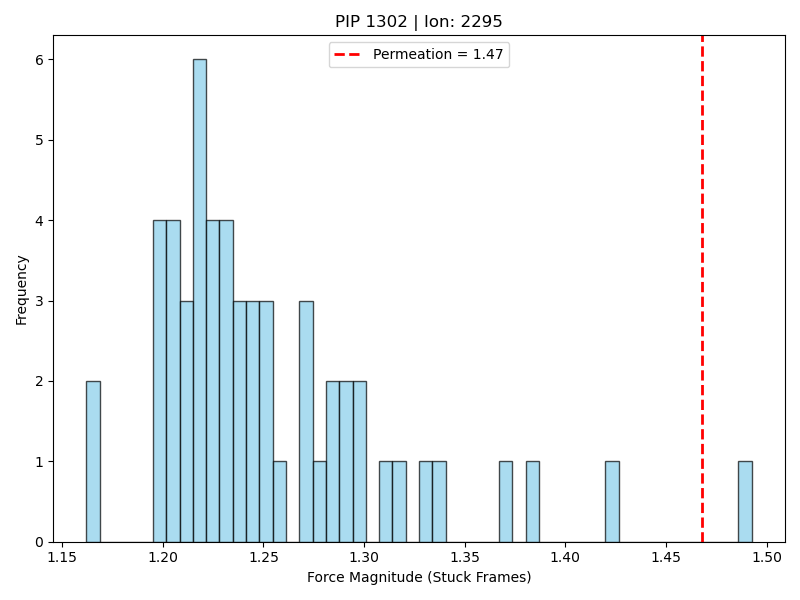 PIP 1302 | Ion: 2295
Permeation = 1.47
Frequency
6
5
4
3
2
1
0
1.15 1.20 1.25 1.30 1.35 1.40 1.45 1.50
Force Magnitude (Stuck Frames)